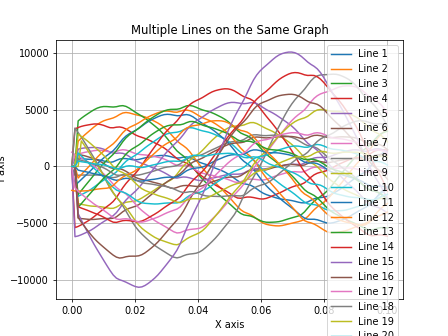 Multiple Lines on the Same Graph
10000
5000
0
−5000
−10000
0.00
0.02
0.04
0.06
X axis
axis
Line 1
Line 2
Line 3
Line 4
Line 5
Line 6
Line 7
Line 8
Line 9
Line 10
Line 11
Line 12
Line 13
Line 14
Line 15
Line 16
Line 17
Line 18
Line 19
Line 20